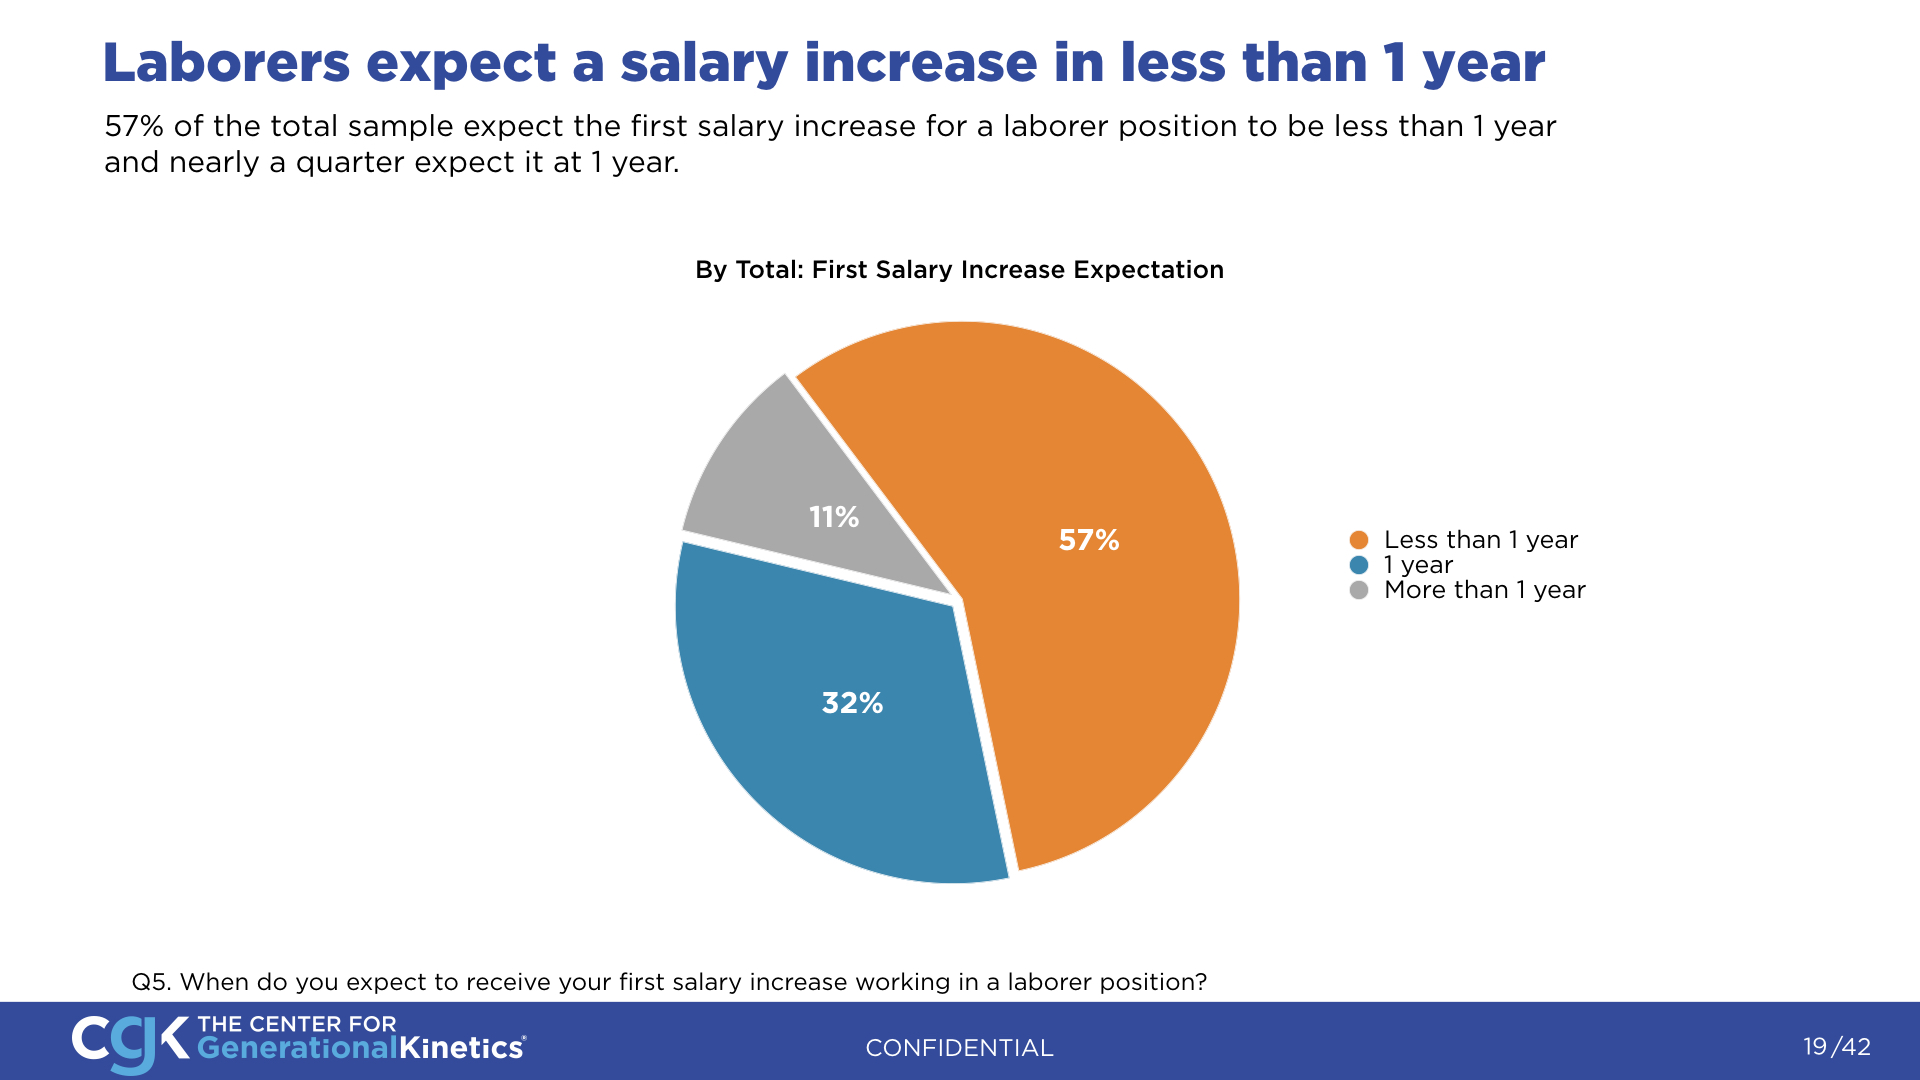 Laborers expect a salary increase in less than 1 year
57% of the total sample expect the first salary increase for a laborer position to be less than 1 year
and nearly a quarter expect it at 1 year.
By Total: First Salary Increase Expectation
11%
57%
32%
Less than 1 year
1 year
More than 1 year
Q5. When do you expect to receive your first salary increase working in a laborer position?
cgk THE CENTER FOR
GenerationalKinetics®
CONFIDENTIAL
19/42